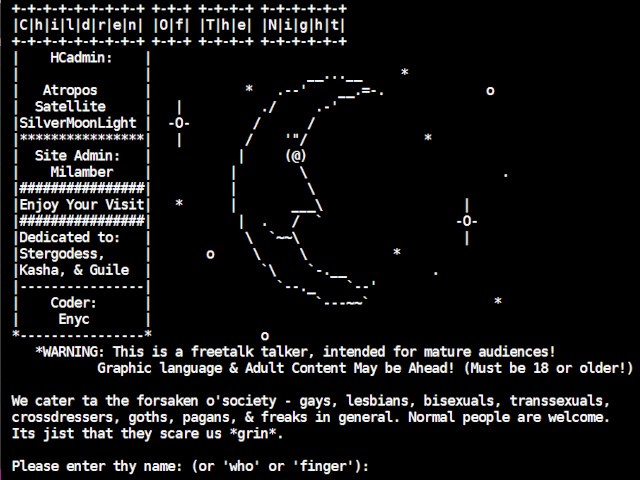 +-+-+-+-+-+-+-+-+ +-+-+ +-+-+-+ +-+-+-+-+-+
|C|h|i|l|d|r|e|n| |O|f| |T|h|e| |N|i|g|h|t|
+-+-+-+-+-+-+-+-+ +-+-+ +-+-+-+ +-+-+-+-+-+
HCadmin:
Atropos
Satellite
SilverMoonLight
****************
Site Admin:
Milamber
################
Enjoy Your Visit
################
Dedicated to:
Stergodess,
Kasha, & Guile
----------------
Coder:
Enyc
*----------------*
*WARNING: This is a freetalk talker, intended for mature audiences!
Graphic language & Adult Content May be Ahead! (Must be 18 or older!)
We cater ta the forsaken o'society - gays, lesbians, bisexuals, transsexuals,
crossdressers, goths, pagans, & freaks in general. Normal people are welcome.
Its jist that they scare us *grin*.
Please enter thy name: (or 'who' or 'finger'):